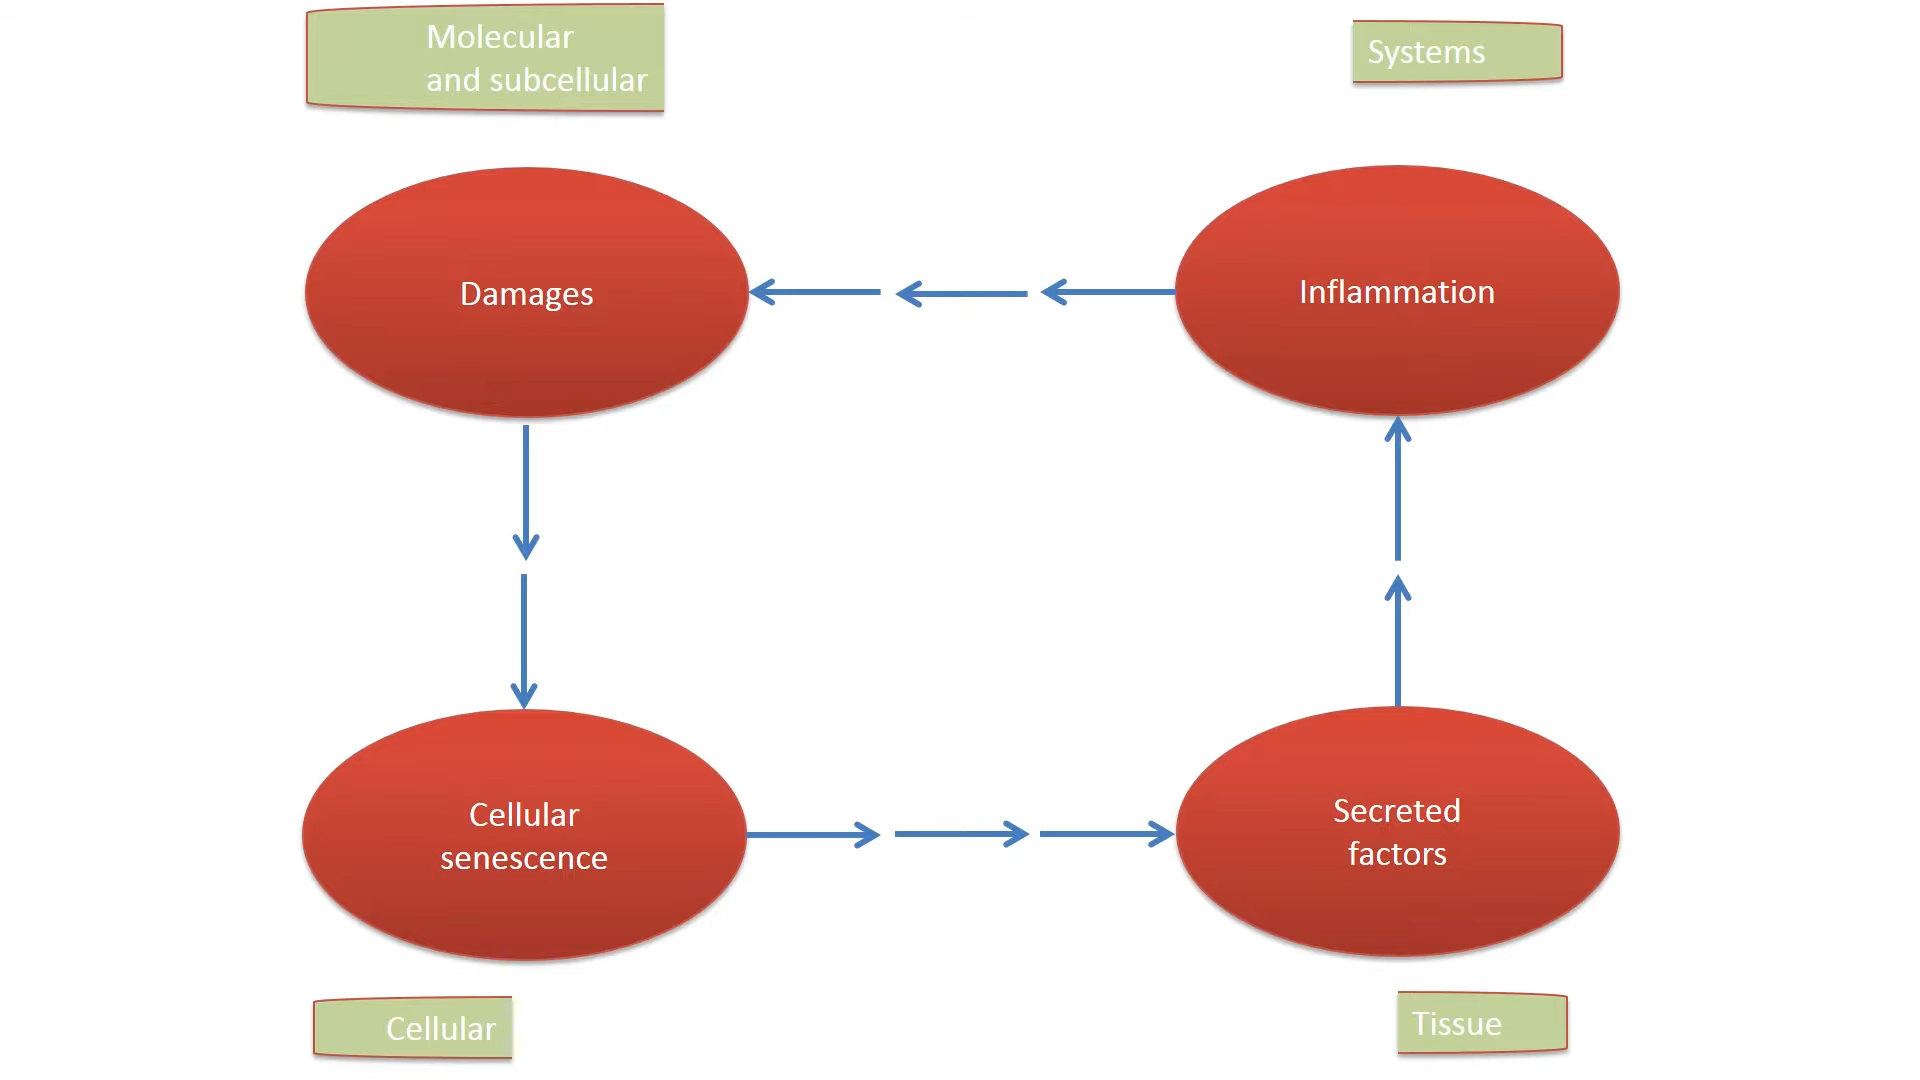 Molecular
and subcellular
Systems
Damages
Inflammation
Cellular
senescence
Secreted
factors
Cellular
Tissue